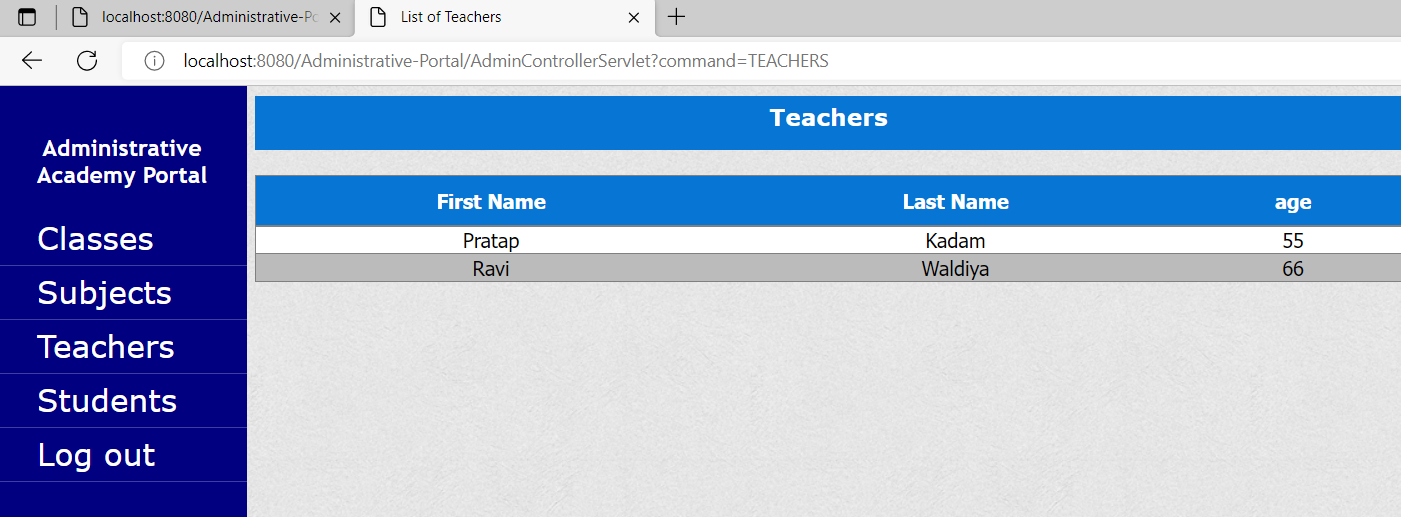 localhost:8080/Administrative-Po
List of Teachers
localhost:8080/Administrative-Portal/AdminControllerServlet?command=TEACHERS
Administrative
Academy Portal
Classes
Subjects
Teachers
Students
Log out
Teachers
First Name Last Name age
Pratap Kadam 55
Ravi Waldiya 66